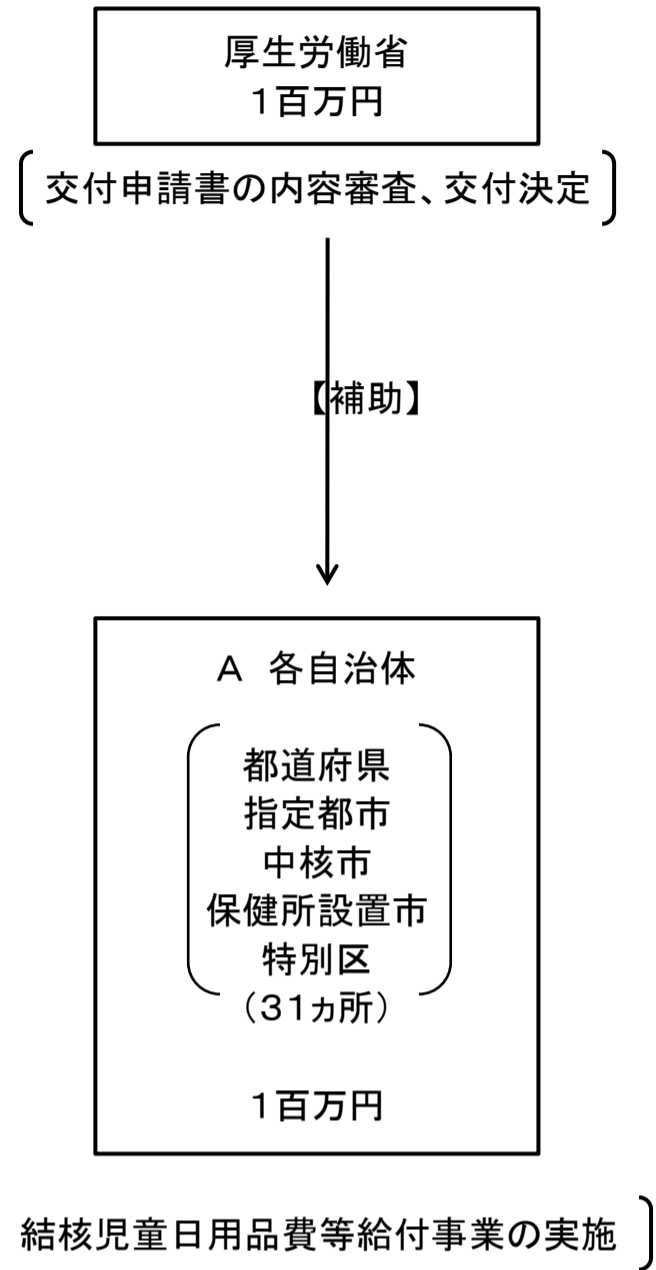 厚生労働省
1百万円
交付申請書の内容審査、交付決定
【補助】
A 各自治体
都道府県
指定都市
中核市
保健所設置市
特別区
(31ヵ所)
1百万円
結核児童日用品費等給付事業の実施